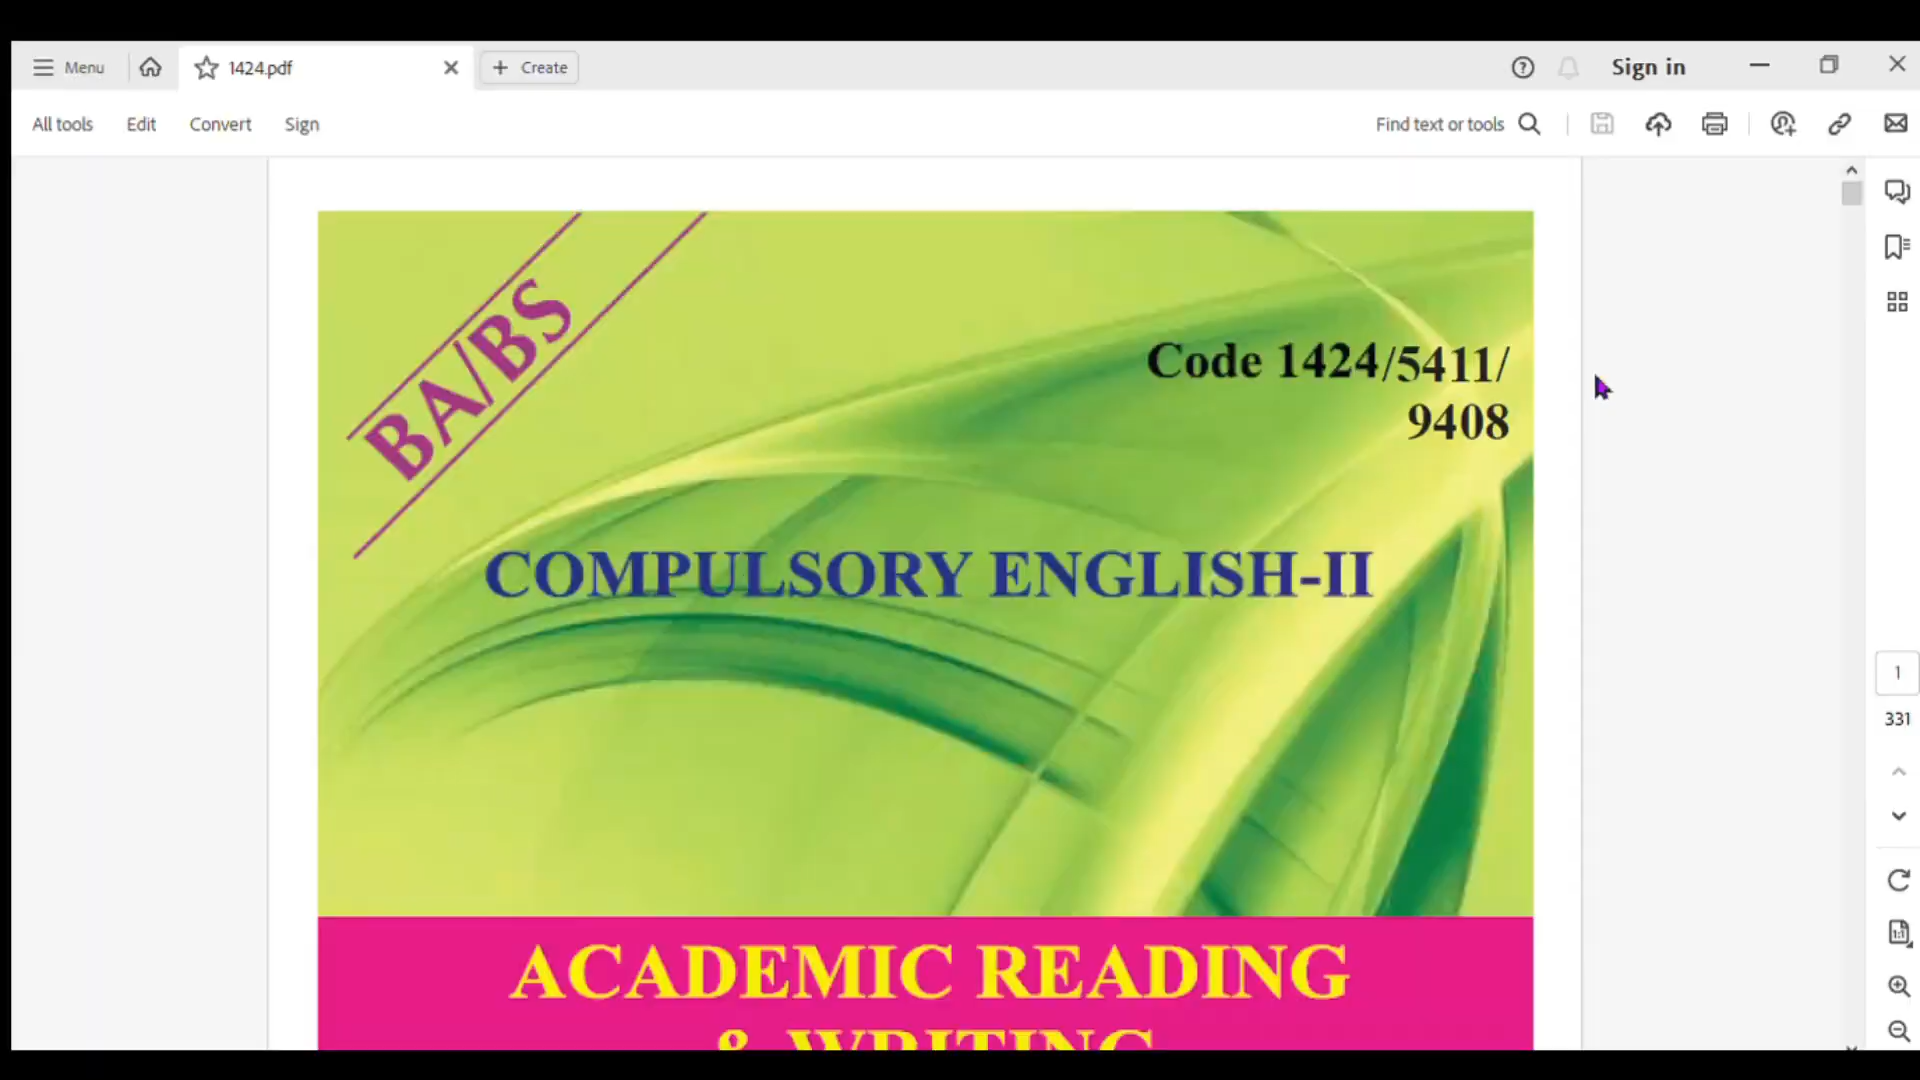 Menu
1424.pdf
Create
Sign in
All tools
Edit
Convert
Sign
Find text or tools
BA/BS
Code 1424/5411/
9408
COMPULSORY ENGLISH-II
ACADEMIC READING
& WRITING
1
331